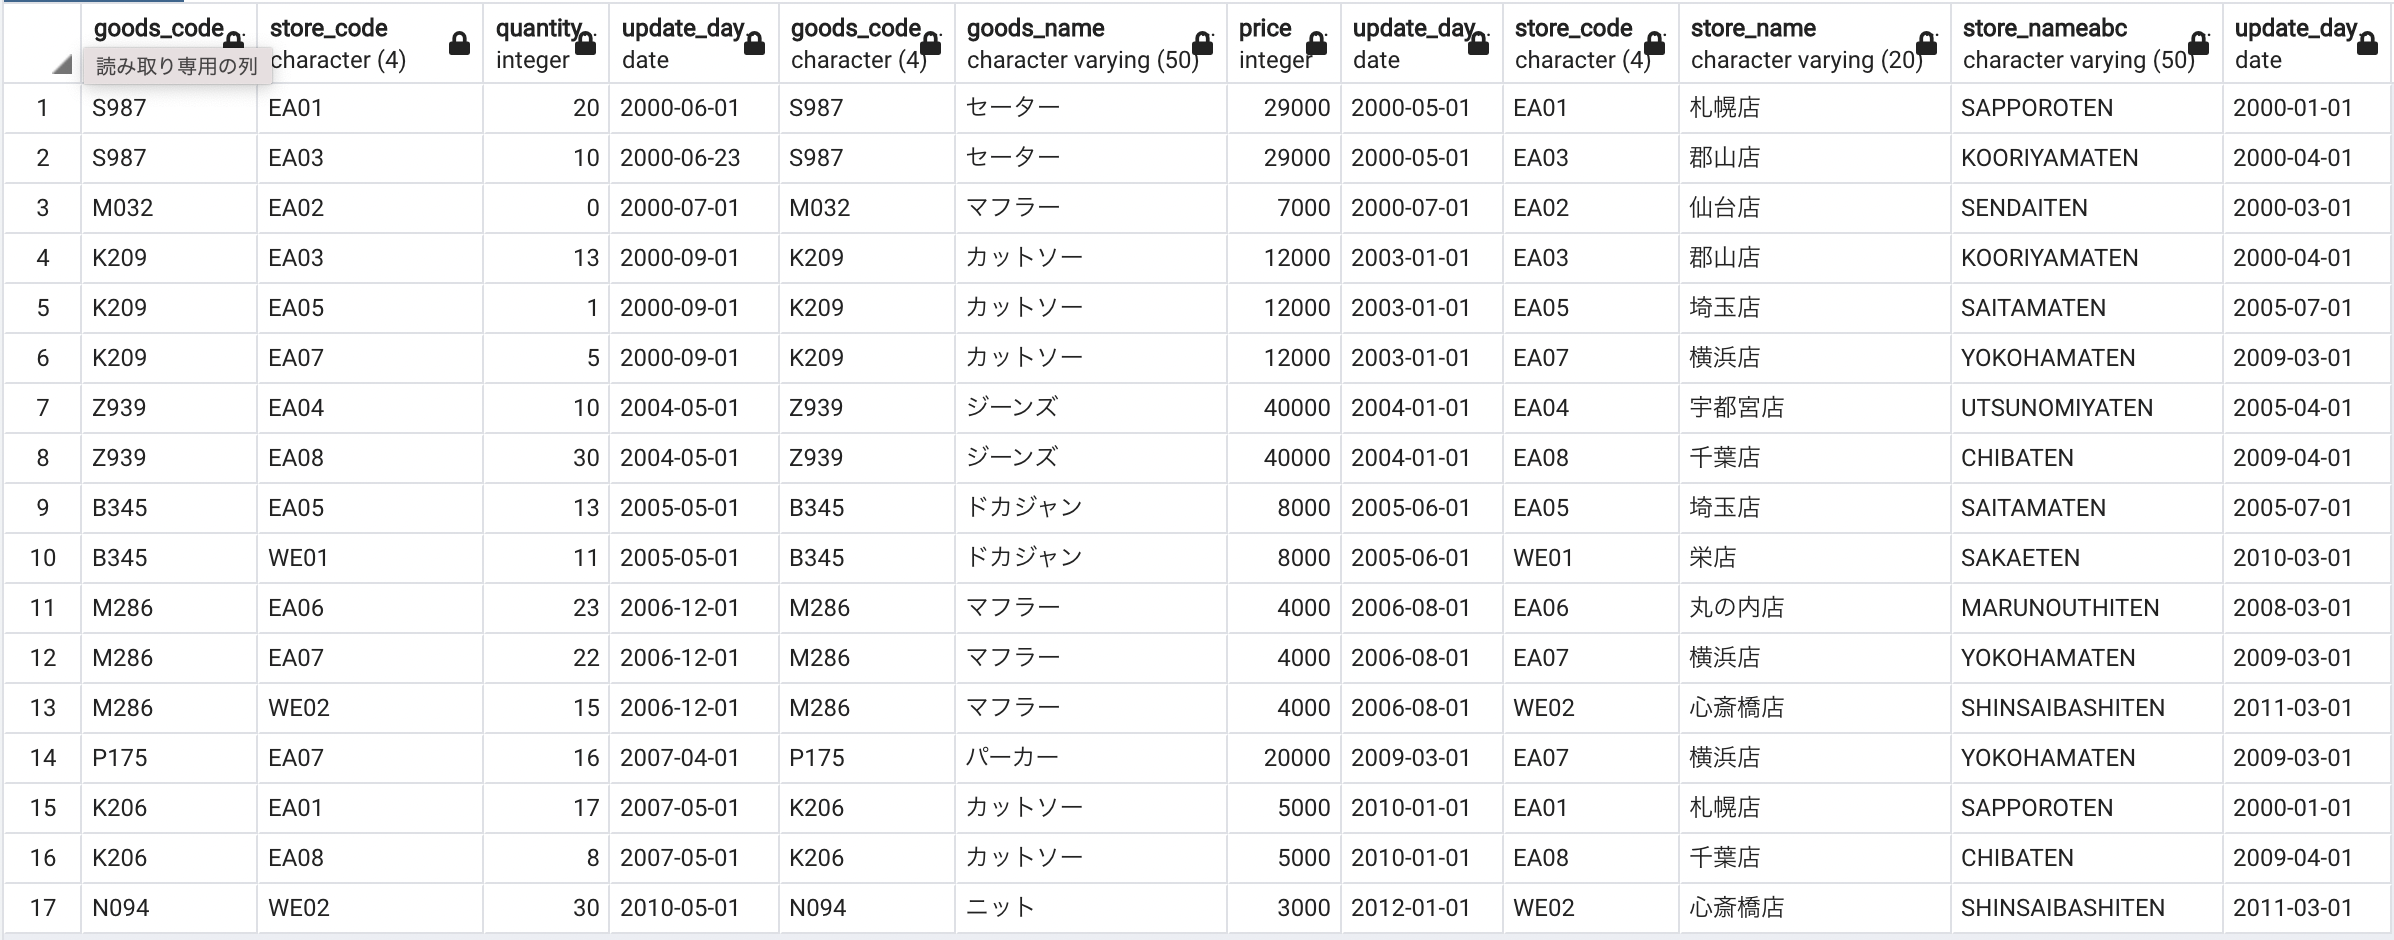 goods_code store_code quantity update_day goods_code goods_name price update_day store_code store_name store_nameabc update_day
読み取り専用の列 character (4) integer date character (4) character varying (50) integer date character (4) character varying (20) character varying (50) date
1 S987 EA01 20 2000-06-01 S987 セーター 29000 2000-05-01 EA01 札幌店 SAPPOROTEN 2000-01-01
2 S987 EA03 10 2000-06-23 S987 セーター 29000 2000-05-01 EA03 郡山店 KOORIYAMATEN 2000-04-01
3 M032 EA02 0 2000-07-01 M032 マフラー 7000 2000-07-01 EA02 仙台店 SENDAITEN 2000-03-01
4 K209 EA03 13 2000-09-01 K209 カットソー 12000 2003-01-01 EA03 郡山店 KOORIYAMATEN 2000-04-01
5 K209 EA05 1 2000-09-01 K209 カットソー 12000 2003-01-01 EA05 埼玉店 SAITAMATEN 2005-07-01
6 K209 EA07 5 2000-09-01 K209 カットソー 12000 2003-01-01 EA07 横浜店 YOKOHAMATEN 2009-03-01
7 Z939 EA04 10 2004-05-01 Z939 ジーンズ 40000 2004-01-01 EA04 宇都宮店 UTSUNOMIYATEN 2005-04-01
8 Z939 EA08 30 2004-05-01 Z939 ジーンズ 40000 2004-01-01 EA08 千葉店 CHIBATEN 2009-04-01
9 B345 EA05 13 2005-05-01 B345 ドカジャン 8000 2005-06-01 EA05 埼玉店 SAITAMATEN 2005-07-01
10 B345 WE01 11 2005-05-01 B345 ドカジャン 8000 2005-06-01 WE01 栄店 SAKAETEN 2010-03-01
11 M286 EA06 23 2006-12-01 M286 マフラー 4000 2006-08-01 EA06 丸の内店 MARUNOUTHITEN 2008-03-01
12 M286 EA07 22 2006-12-01 M286 マフラー 4000 2006-08-01 EA07 横浜店 YOKOHAMATEN 2009-03-01
13 M286 WE02 15 2006-12-01 M286 マフラー 4000 2006-08-01 WE02 心斎橋店 SHINSAIBASHITEN 2011-03-01
14 P175 EA07 16 2007-04-01 P175 パーカー 20000 2009-03-01 EA07 横浜店 YOKOHAMATEN 2009-03-01
15 K206 EA01 17 2007-05-01 K206 カットソー 5000 2010-01-01 EA01 札幌店 SAPPOROTEN 2000-01-01
16 K206 EA08 8 2007-05-01 K206 カットソー 5000 2010-01-01 EA08 千葉店 CHIBATEN 2009-04-01
17 N094 WE02 30 2010-05-01 N094 ニット 3000 2012-01-01 WE02 心斎橋店 SHINSAIBASHITEN 2011-03-01